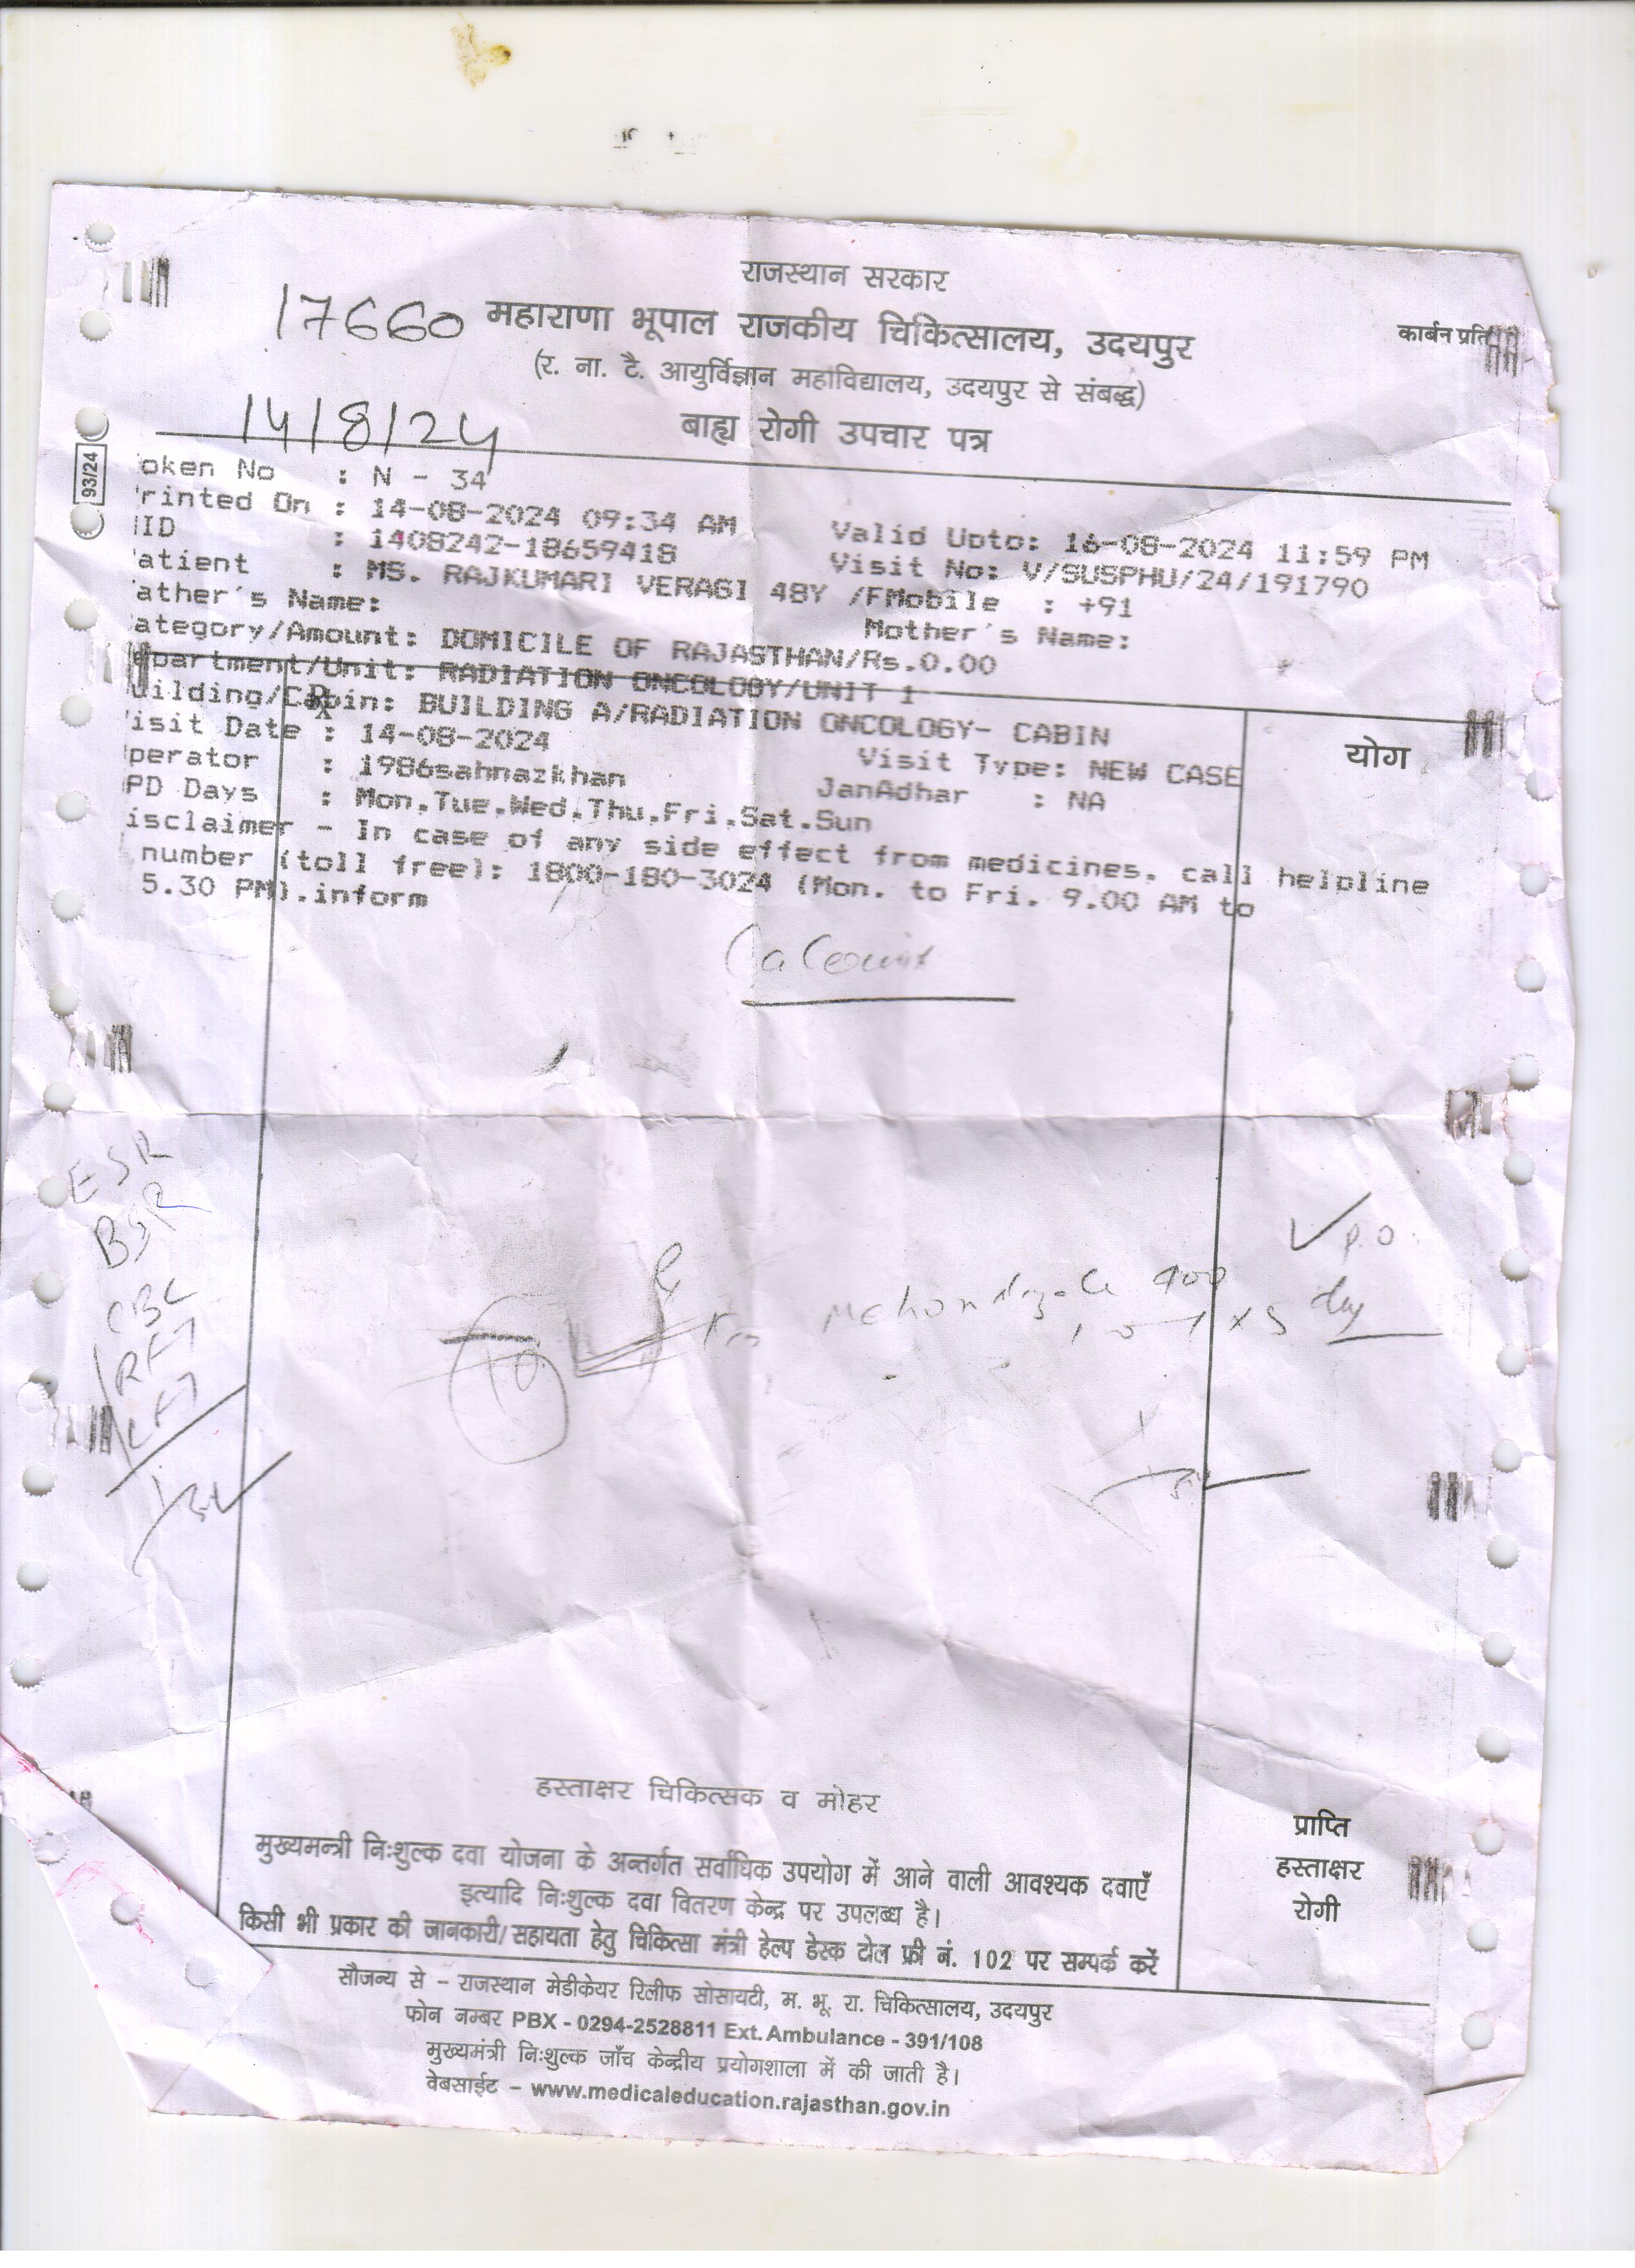 राजस्थान सरकार
कार्बन प्रति
17660 महाराणा भूपाल राजकीय चिकित्सालय, उदयपुर
(र. ना. टै. आयुर्विज्ञान महाविद्यालय, उदयपुर से संबद्ध)
14/8/24
बाह्य रोगी उपचार पत्र
93/24
oken No : N - 34
rinted On : 14-08-2024 09:34 AM Valid Upto: 16-08-2024 11:59 PM
ID : 1408242-18659418 Visit No: V/SUSPHU/24/191790
atient : MS. RAJKUMARI VERAGI 48Y /F Mobile : +91
ather's Name: Mother's Name:
ategory/Amount: DOMICILE OF RAJASTHAN/Rs.0.00
epartment/Unit: RADIATION ONCOLOGY/UNIT 1
uilding/Cabin: BUILDING A/RADIATION ONCOLOGY- CABIN
isit Date : 14-08-2024 Visit Type: NEW CASE
perator : 1986sahnazkhan JanAdhar : NA
PD Days : Mon,Tue,Wed,Thu,Fri,Sat,Sun
isclaimer - In case of any side effect from medicines, call helpline
number (toll free): 1800-180-3024 (Mon. to Fri. 9.00 AM to
5.30 PM).inform
योग
Ca
ESR
BSR
CBC
RFT
LFT
P.O
400
x 5 day
हस्ताक्षर चिकित्सक व मोहर
मुख्यमन्त्री निःशुल्क दवा योजना के अन्तर्गत सर्वाधिक उपयोग में आने वाली आवश्यक दवाएँ
इत्यादि निःशुल्क दवा वितरण केन्द्र पर उपलब्ध है।
किसी भी प्रकार की जानकारी/सहायता हेतु चिकित्सा मंत्री हेल्प डेस्क टोल फ्री नं. 102 पर सम्पर्क करें
प्राप्ति
हस्ताक्षर
रोगी
सौजन्य से - राजस्थान मेडीकेयर रिलीफ सोसायटी, म. भू. रा. चिकित्सालय, उदयपुर
फोन नम्बर PBX - 0294-2528811 Ext. Ambulance - 391/108
मुख्यमंत्री निःशुल्क जाँच केन्द्रीय प्रयोगशाला में की जाती है।
वेबसाईट - www.medicaleducation.rajasthan.gov.in